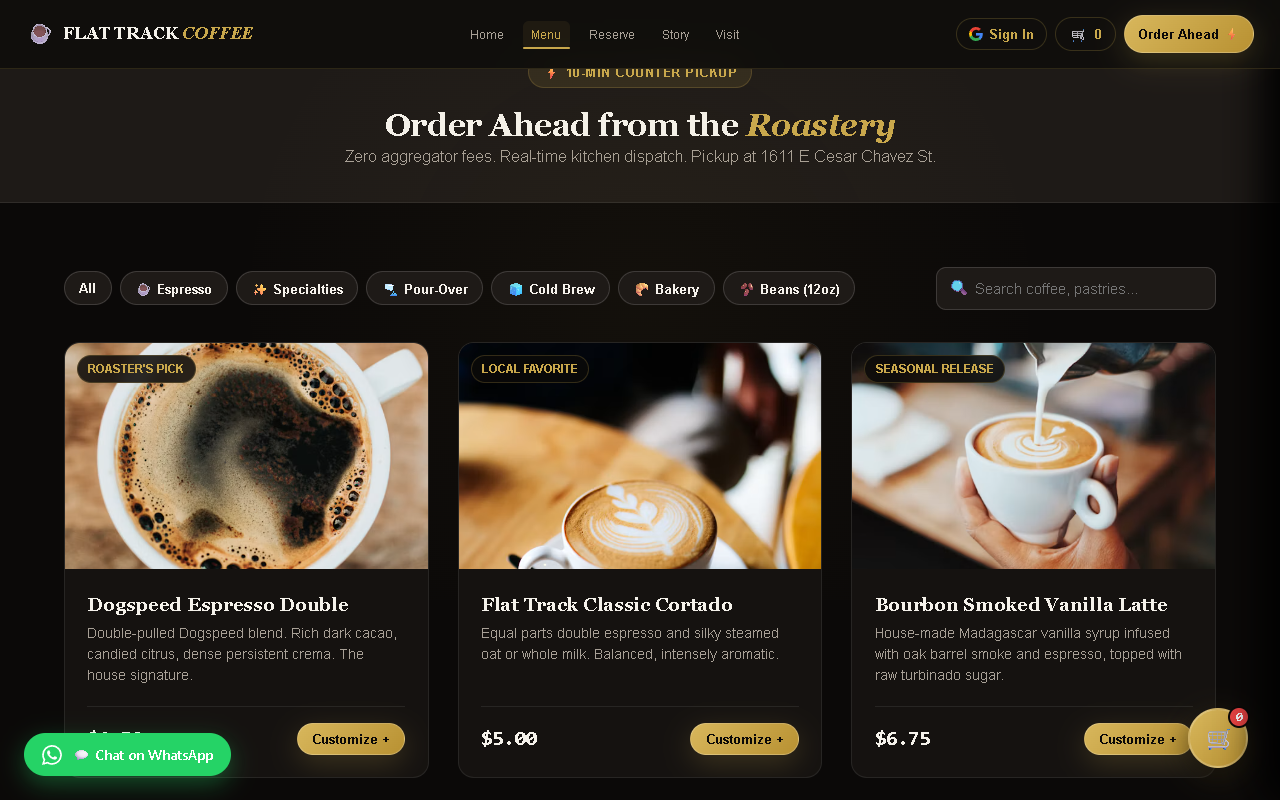 FLAT TRACK COFFEE
Home
Menu
Reserve
Story
Visit
Sign In
0
Order Ahead
10-MIN COUNTER PICKUP
Order Ahead from the Roastery
Zero aggregator fees. Real-time kitchen dispatch. Pickup at 1611 E Cesar Chavez St.
All
Espresso
Specialties
Pour-Over
Cold Brew
Bakery
Beans (12oz)
Search coffee, pastries...
ROASTER'S PICK
Dogspeed Espresso Double
Double-pulled Dogspeed blend. Rich dark cacao,
candied citrus, dense persistent crema. The
house signature.
Customize +
LOCAL FAVORITE
Flat Track Classic Cortado
Equal parts double espresso and silky steamed
oat or whole milk. Balanced, intensely aromatic.
$5.00
Customize +
SEASONAL RELEASE
Bourbon Smoked Vanilla Latte
House-made Madagascar vanilla syrup infused
with oak barrel smoke and espresso, topped with
raw turbinado sugar.
$6.75
Customize +
Chat on WhatsApp
0